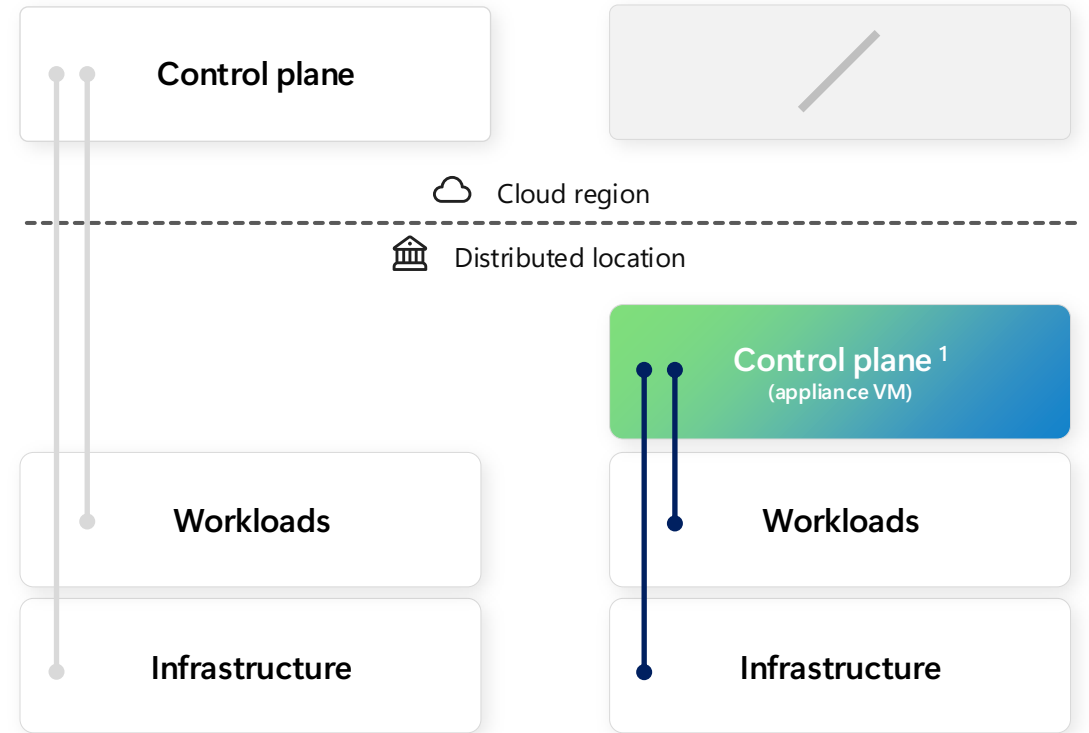 Control plane
Cloud region
Distributed location
Control plane 1
(appliance VM)
Workloads
Workloads
Infrastructure
Infrastructure